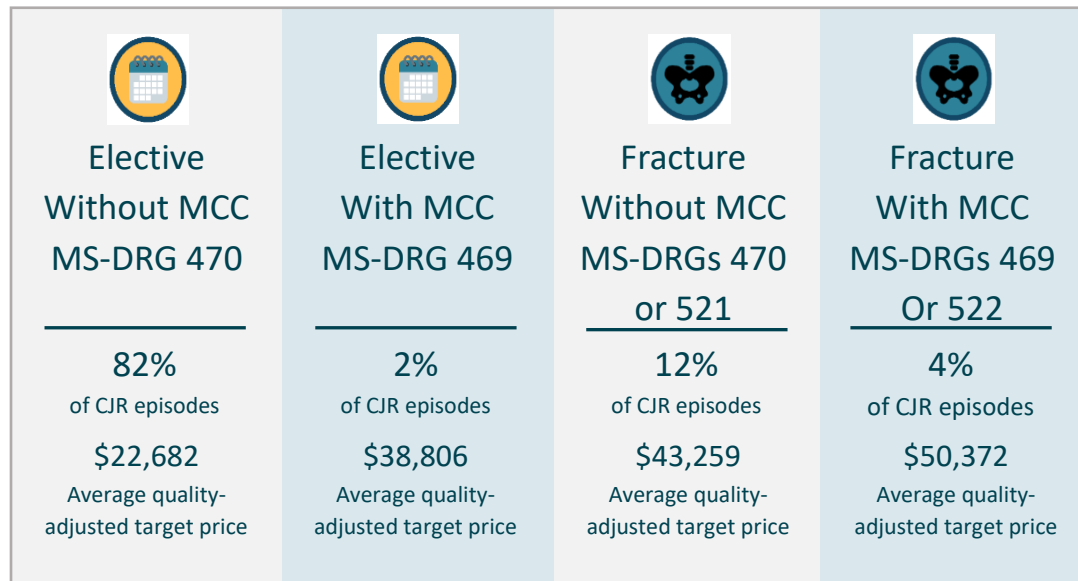 Elective
Without MCC
MS-DRG 470
82%
of CJR episodes
$22,682
Average quality-
adjusted target price
Elective
With MCC
MS-DRG 469
2%
of CJR episodes
$38,806
Average quality-
adjusted target price
Fracture
Without MCC
MS-DRGs 470
or 521
12%
of CJR episodes
$43,259
Average quality-
adjusted target price
Fracture
With MCC
MS-DRGs 469
Or 522
4%
of CJR episodes
$50,372
Average quality-
adjusted target price